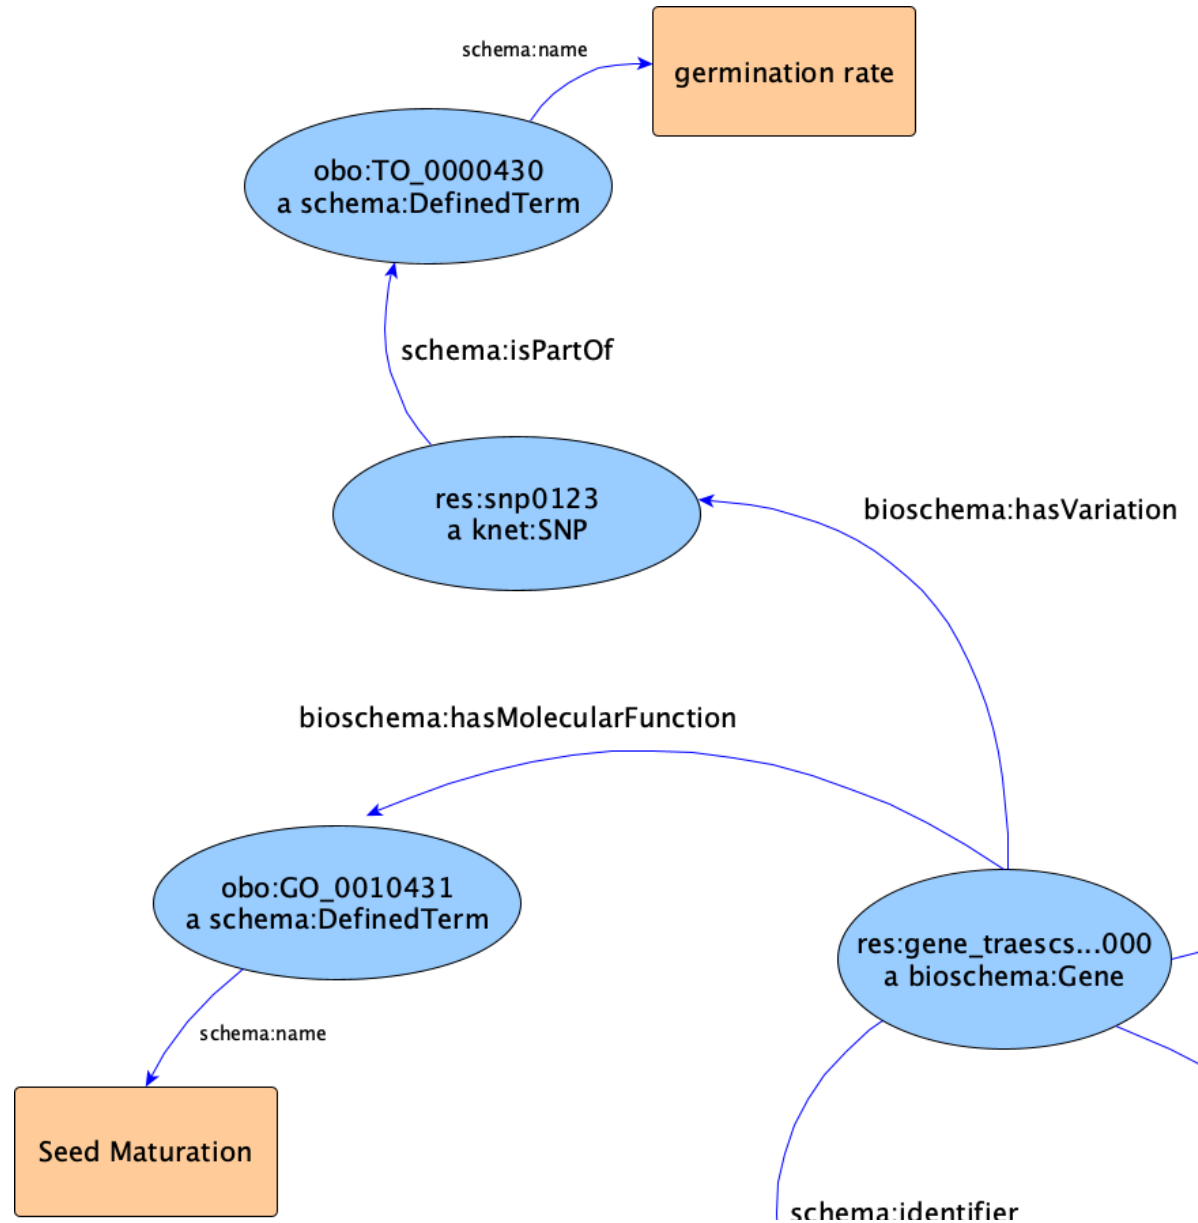 schema:name
germination rate
obo:TO_0000430
a schema:DefinedTerm
schema:isPartOf
res:snp0123
a knet:SNP
bioschema:hasVariation
bioschema:hasMolecularFunction
obo:GO_0010431
a schema:DefinedTerm
res:gene_traescs...000
a bioschema:Gene
schema:name
Seed Maturation
schema:identifier